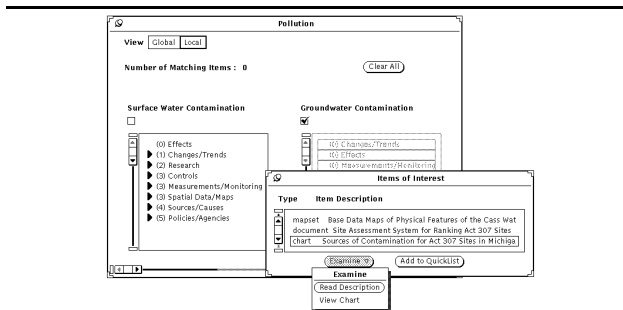 Pollution
View Global Local
Number of Matching Items : 0
Clear All
Surface Water Contamination
Groundwater Contamination
(0) Effects
(1) Changes/Trends
(2) Research
(3) Controls
(3) Measurements/Monitoring
(3) Spatial Data/Maps
(4) Sources/Causes
(5) Policies/Agencies
Changes/Trends
Effects
Measurements/Monitoring
Items of Interest
Type Item Description
mapset Base Data Maps of Physical Features of the Cass Wat
document Site Assessment System for Ranking Act 307 Sites
chart Sources of Contamination for Act 307 Sites in Michiga
Examine
Add to QuickList
Examine
Read Description
View Chart